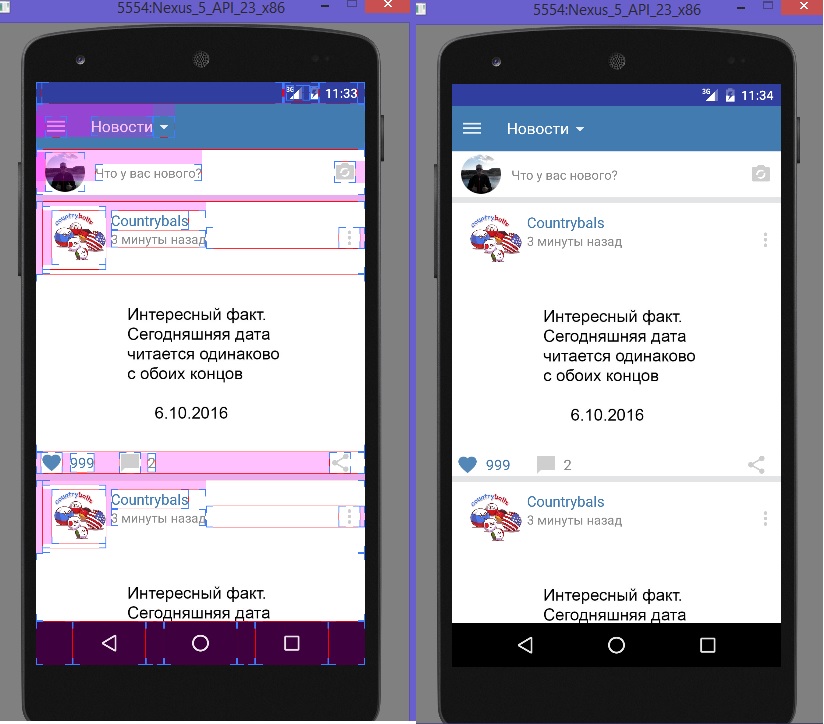 5554:Nexus_5_API_23_x86
3G 11:33
Новости
Что у вас нового?
countryballs
Countrybals
3 минуты назад
Интересный факт.
Сегодняшняя дата
читается одинаково
с обоих концов
6.10.2016
999 2
countryballs
Countrybals
3 минуты назад
Интересный факт.
Сегодняшняя дата
5554:Nexus_5_API_23_x86
3G 11:34
Новости
Что у вас нового?
countryballs
Countrybals
3 минуты назад
Интересный факт.
Сегодняшняя дата
читается одинаково
с обоих концов
6.10.2016
999 2
countryballs
Countrybals
3 минуты назад
Интересный факт.
Сегодняшняя дата